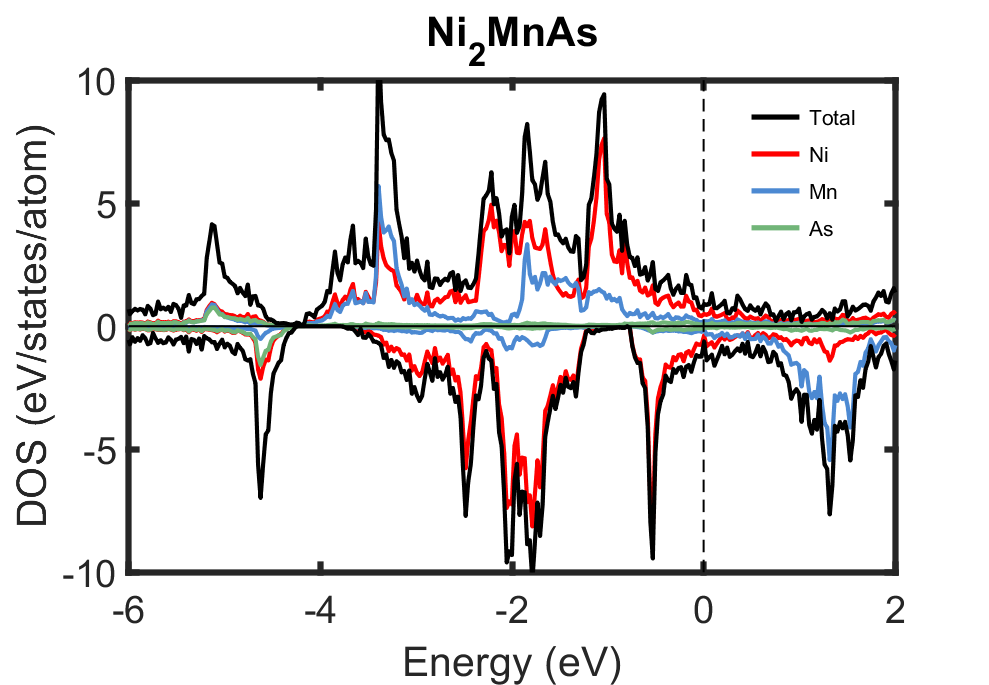 Ni2MnAs
10
5
0
-5
-10
DOS (eV/states/atom)
Total
Ni
Mn
As
0
-6
-4
-2
0
2
Energy (eV)